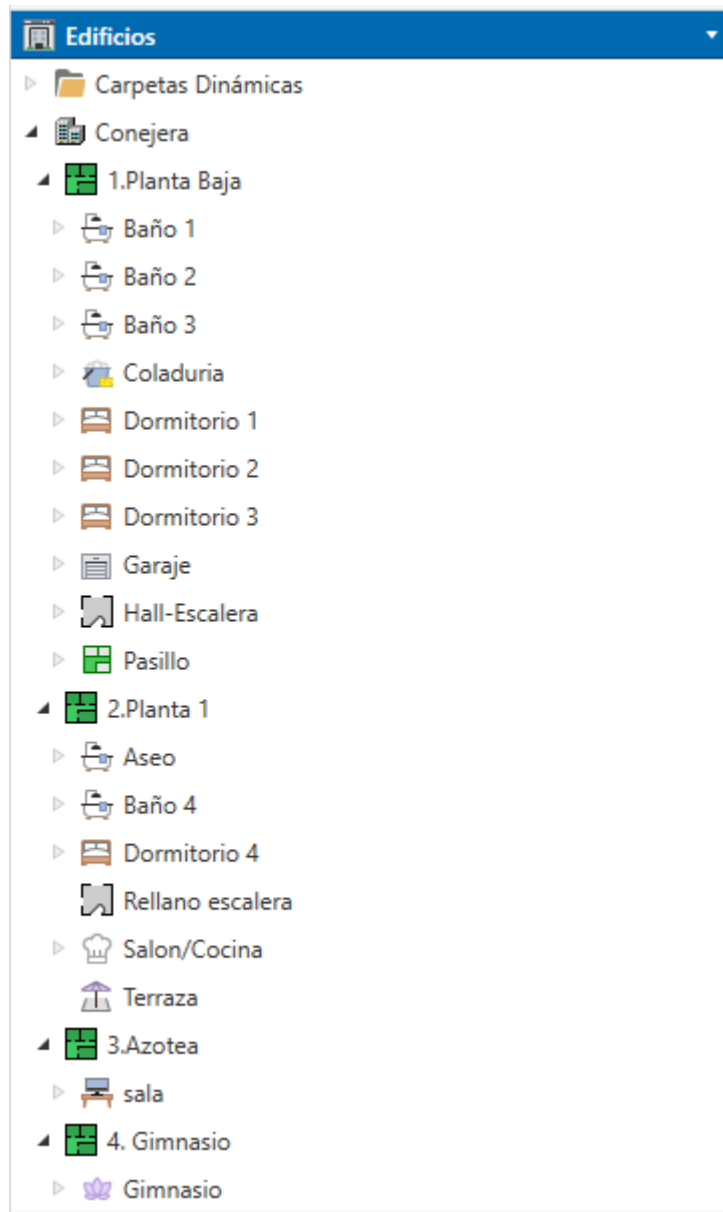 Edificios
Carpetas Dinámicas
Conejera
1.Planta Baja
Baño 1
Baño 2
Baño 3
Coladuria
Dormitorio 1
Dormitorio 2
Dormitorio 3
Garaje
Hall-Escalera
Pasillo
2.Planta 1
Aseo
Baño 4
Dormitorio 4
Rellano escalera
Salon/Cocina
Terraza
3.Azotea
sala
4. Gimnasio
Gimnasio